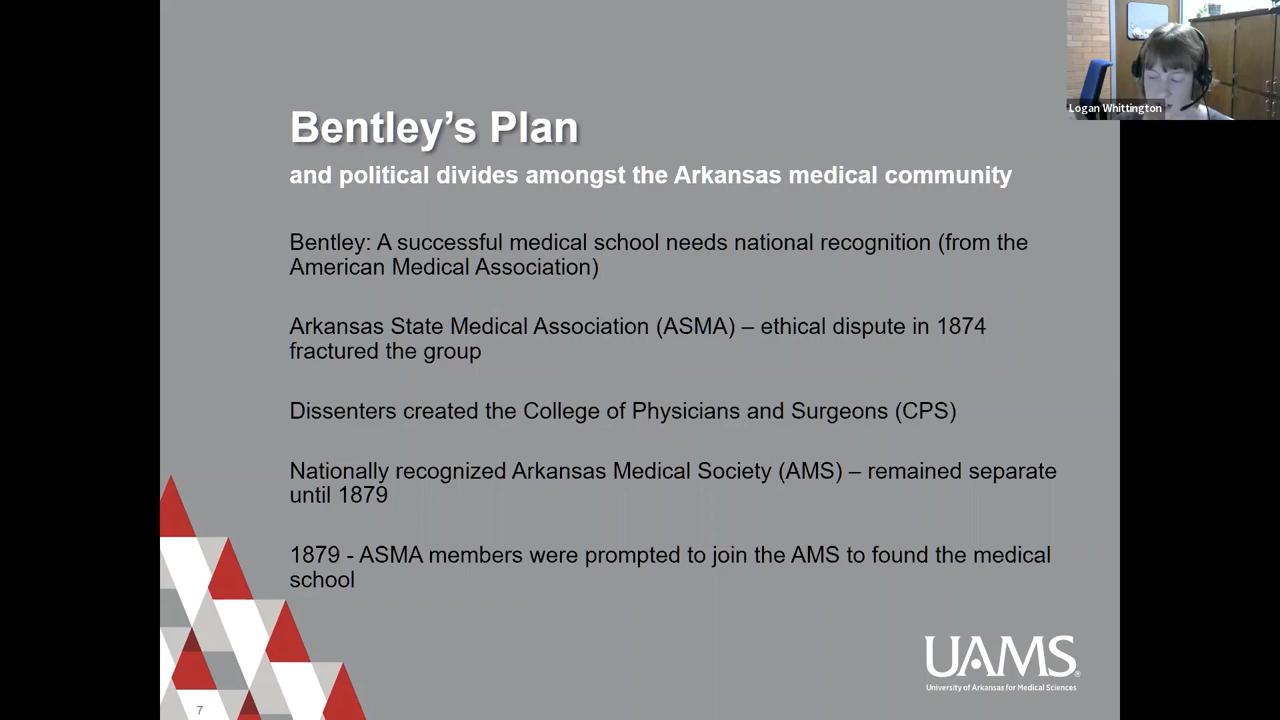 Bentley’s Plan
and political divides amongst the Arkansas medical community
Bentley: A successful medical school needs national recognition (from the
American Medical Association)
Arkansas State Medical Association (ASMA) – ethical dispute in 1874
fractured the group
Dissenters created the College of Physicians and Surgeons (CPS)
Nationally recognized Arkansas Medical Society (AMS) – remained separate
until 1879
1879 - ASMA members were prompted to join the AMS to found the medical
school
UAMS®
University of Arkansas for Medical Sciences
7
Logan Whittington